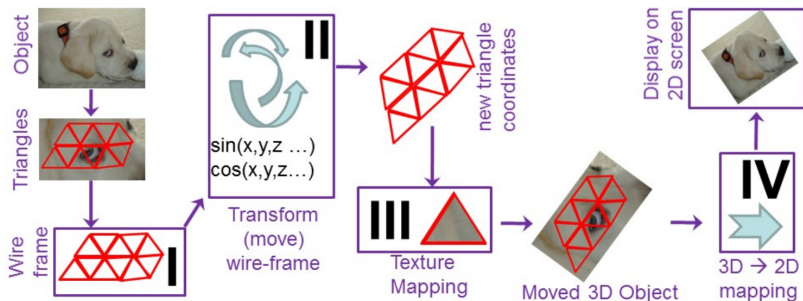 Object
Triangles
Wire
frame
I
II
sin(x,y,z ...)
cos(x,y,z...)
Transform
(move)
wire-frame
new triangle
coordinates
III
Texture
Mapping
Moved 3D Object
IV
3D → 2D
mapping
Display on
2D screen